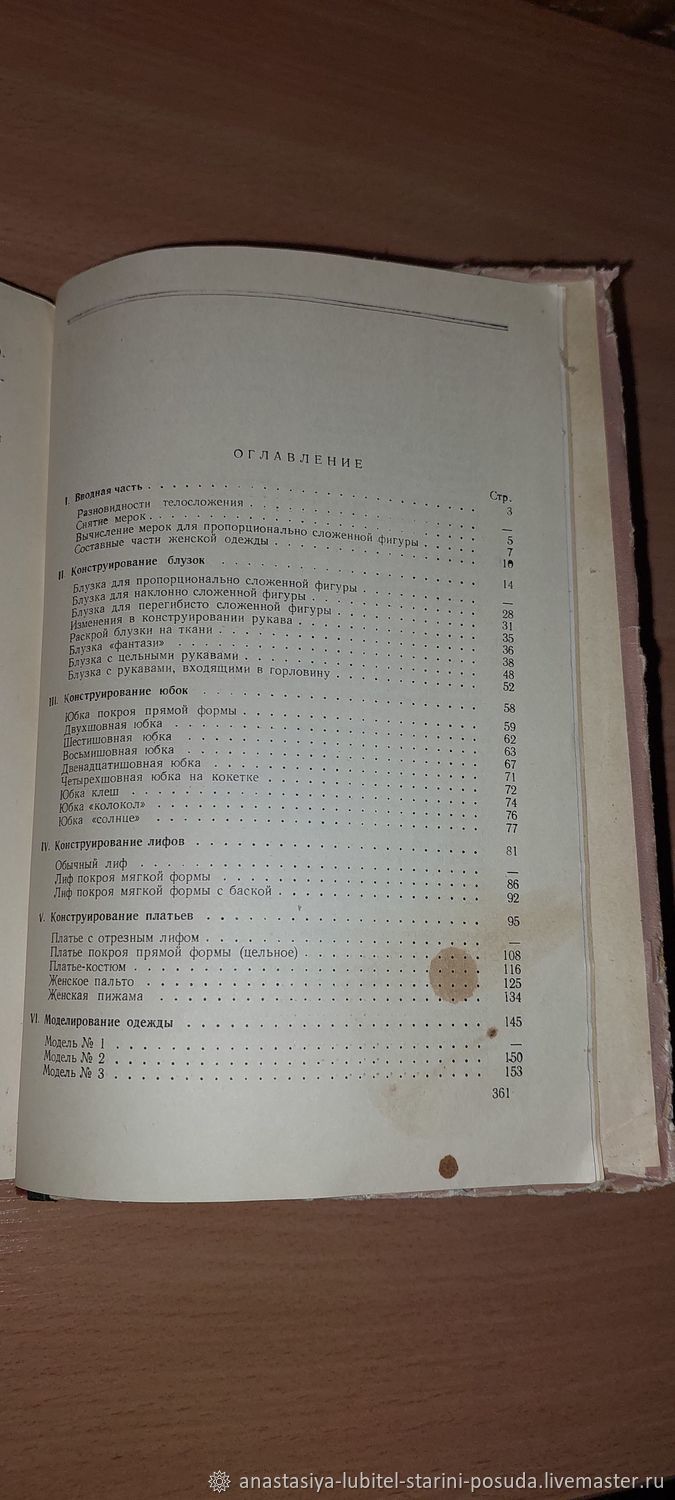 ОГЛАВЛЕНИЕ
Стр.
I. Вводная часть . . . 3
Разновидности телосложения . . . —
Снятие мерок . . . 5
Вычисление мерок для пропорционально сложенной фигуры . . . 7
Составные части женской одежды . . . 10
II. Конструирование блузок . . . 14
Блузка для пропорционально сложенной фигуры . . . —
Блузка для наклонно сложенной фигуры . . . 28
Блузка для перегибисто сложенной фигуры . . . 31
Изменения в конструировании рукава . . . 35
Раскрой блузки на ткани . . . 36
Блузка «фантази» . . . 38
Блузка с цельными рукавами . . . 48
Блузка с рукавами, входящими в горловину . . . 52
III. Конструирование юбок . . . 58
Юбка покроя прямой формы . . . 59
Двухшовная юбка . . . 62
Шестишовная юбка . . . 63
Восьмишовная юбка . . . 67
Двенадцатишовная юбка . . . 71
Четырехшовная юбка на кокетке . . . 72
Юбка клеш . . . 74
Юбка «колокол» . . . 76
Юбка «солнце» . . . 77
IV. Конструирование лифов . . . 81
Обычный лиф . . . —
Лиф покроя мягкой формы . . . 86
Лиф покроя мягкой формы с баской . . . 92
V. Конструирование платьев . . . 95
Платье с отрезным лифом . . . —
Платье покроя прямой формы (цельное) . . . 108
Платье-костюм . . . 116
Женское пальто . . . 125
Женская пижама . . . 134
VI. Моделирование одежды . . . 145
Модель № 1 . . . —
Модель № 2 . . . 150
Модель № 3 . . . 153
361
anastasiya-lubitel-starini-posuda.livemaster.ru